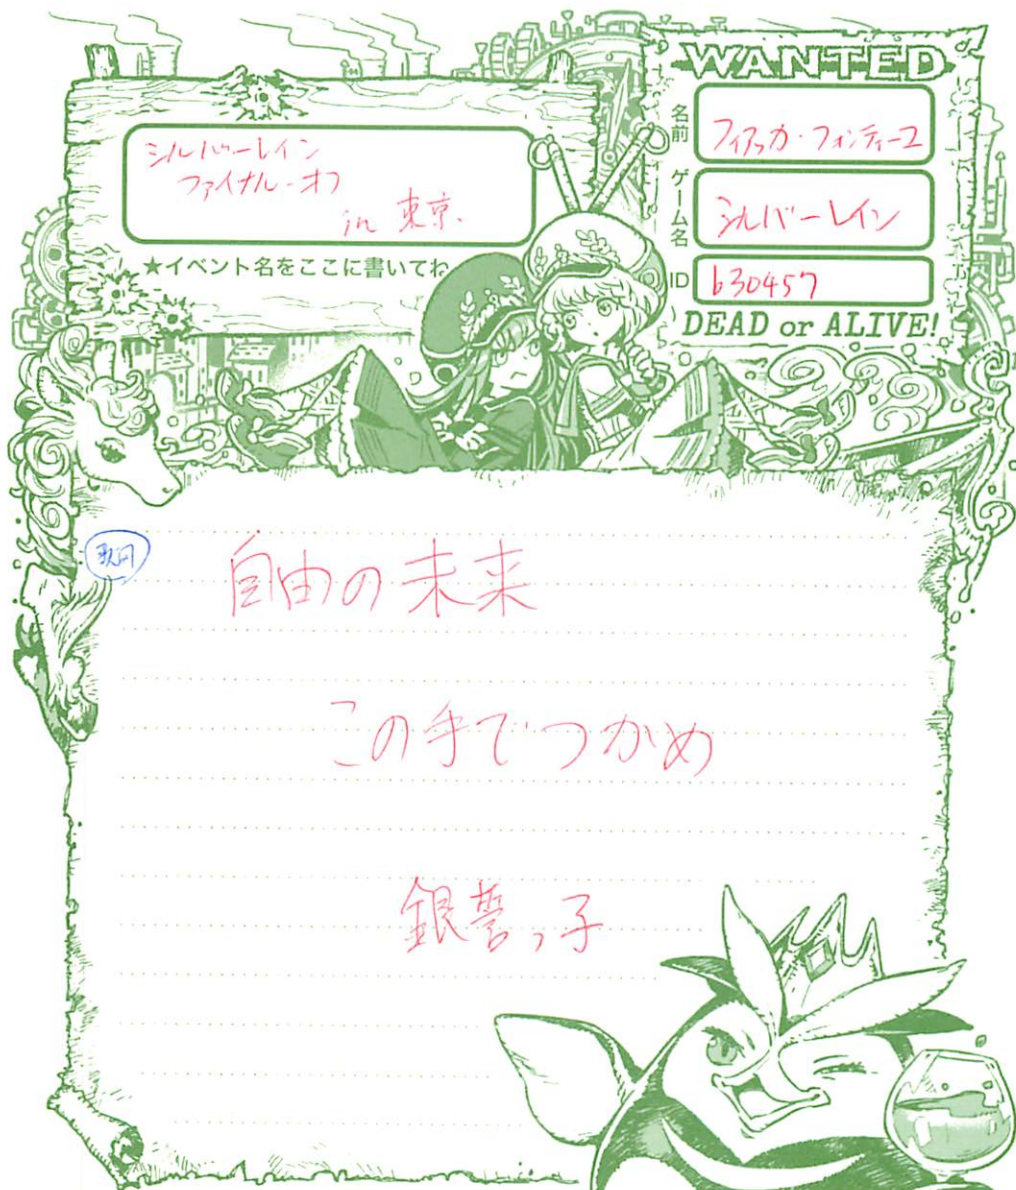 シルバーレイン
ファイナル・オフ
in 東京.
★イベント名をここに書いてね
WANTED
名前
フィアッカ・フォンティーユ
ゲーム名
シルバーレイン
ID
b30457
DEAD or ALIVE!
歌詞
自由の未来
この手でつかめ
銀誓っ子